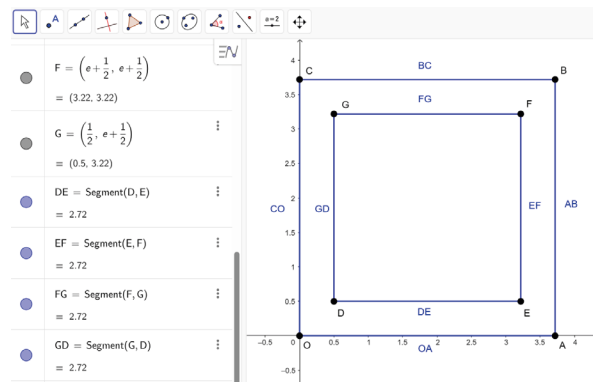 a=2
F = (e + 1/2, e + 1/2)
= (3.22, 3.22)
G = (1/2, e + 1/2)
= (0.5, 3.22)
DE = Segment(D, E)
= 2.72
EF = Segment(E, F)
= 2.72
FG = Segment(F, G)
= 2.72
GD = Segment(G, D)
= 2.72
4
C
BC
B
3.5
G
FG
F
3
2.5
2
CO
GD
EF
AB
1.5
1
0.5
D
DE
E
-0.5
0
O
0.5
1
1.5
2
OA
2.5
3
3.5
A
4
-0.5